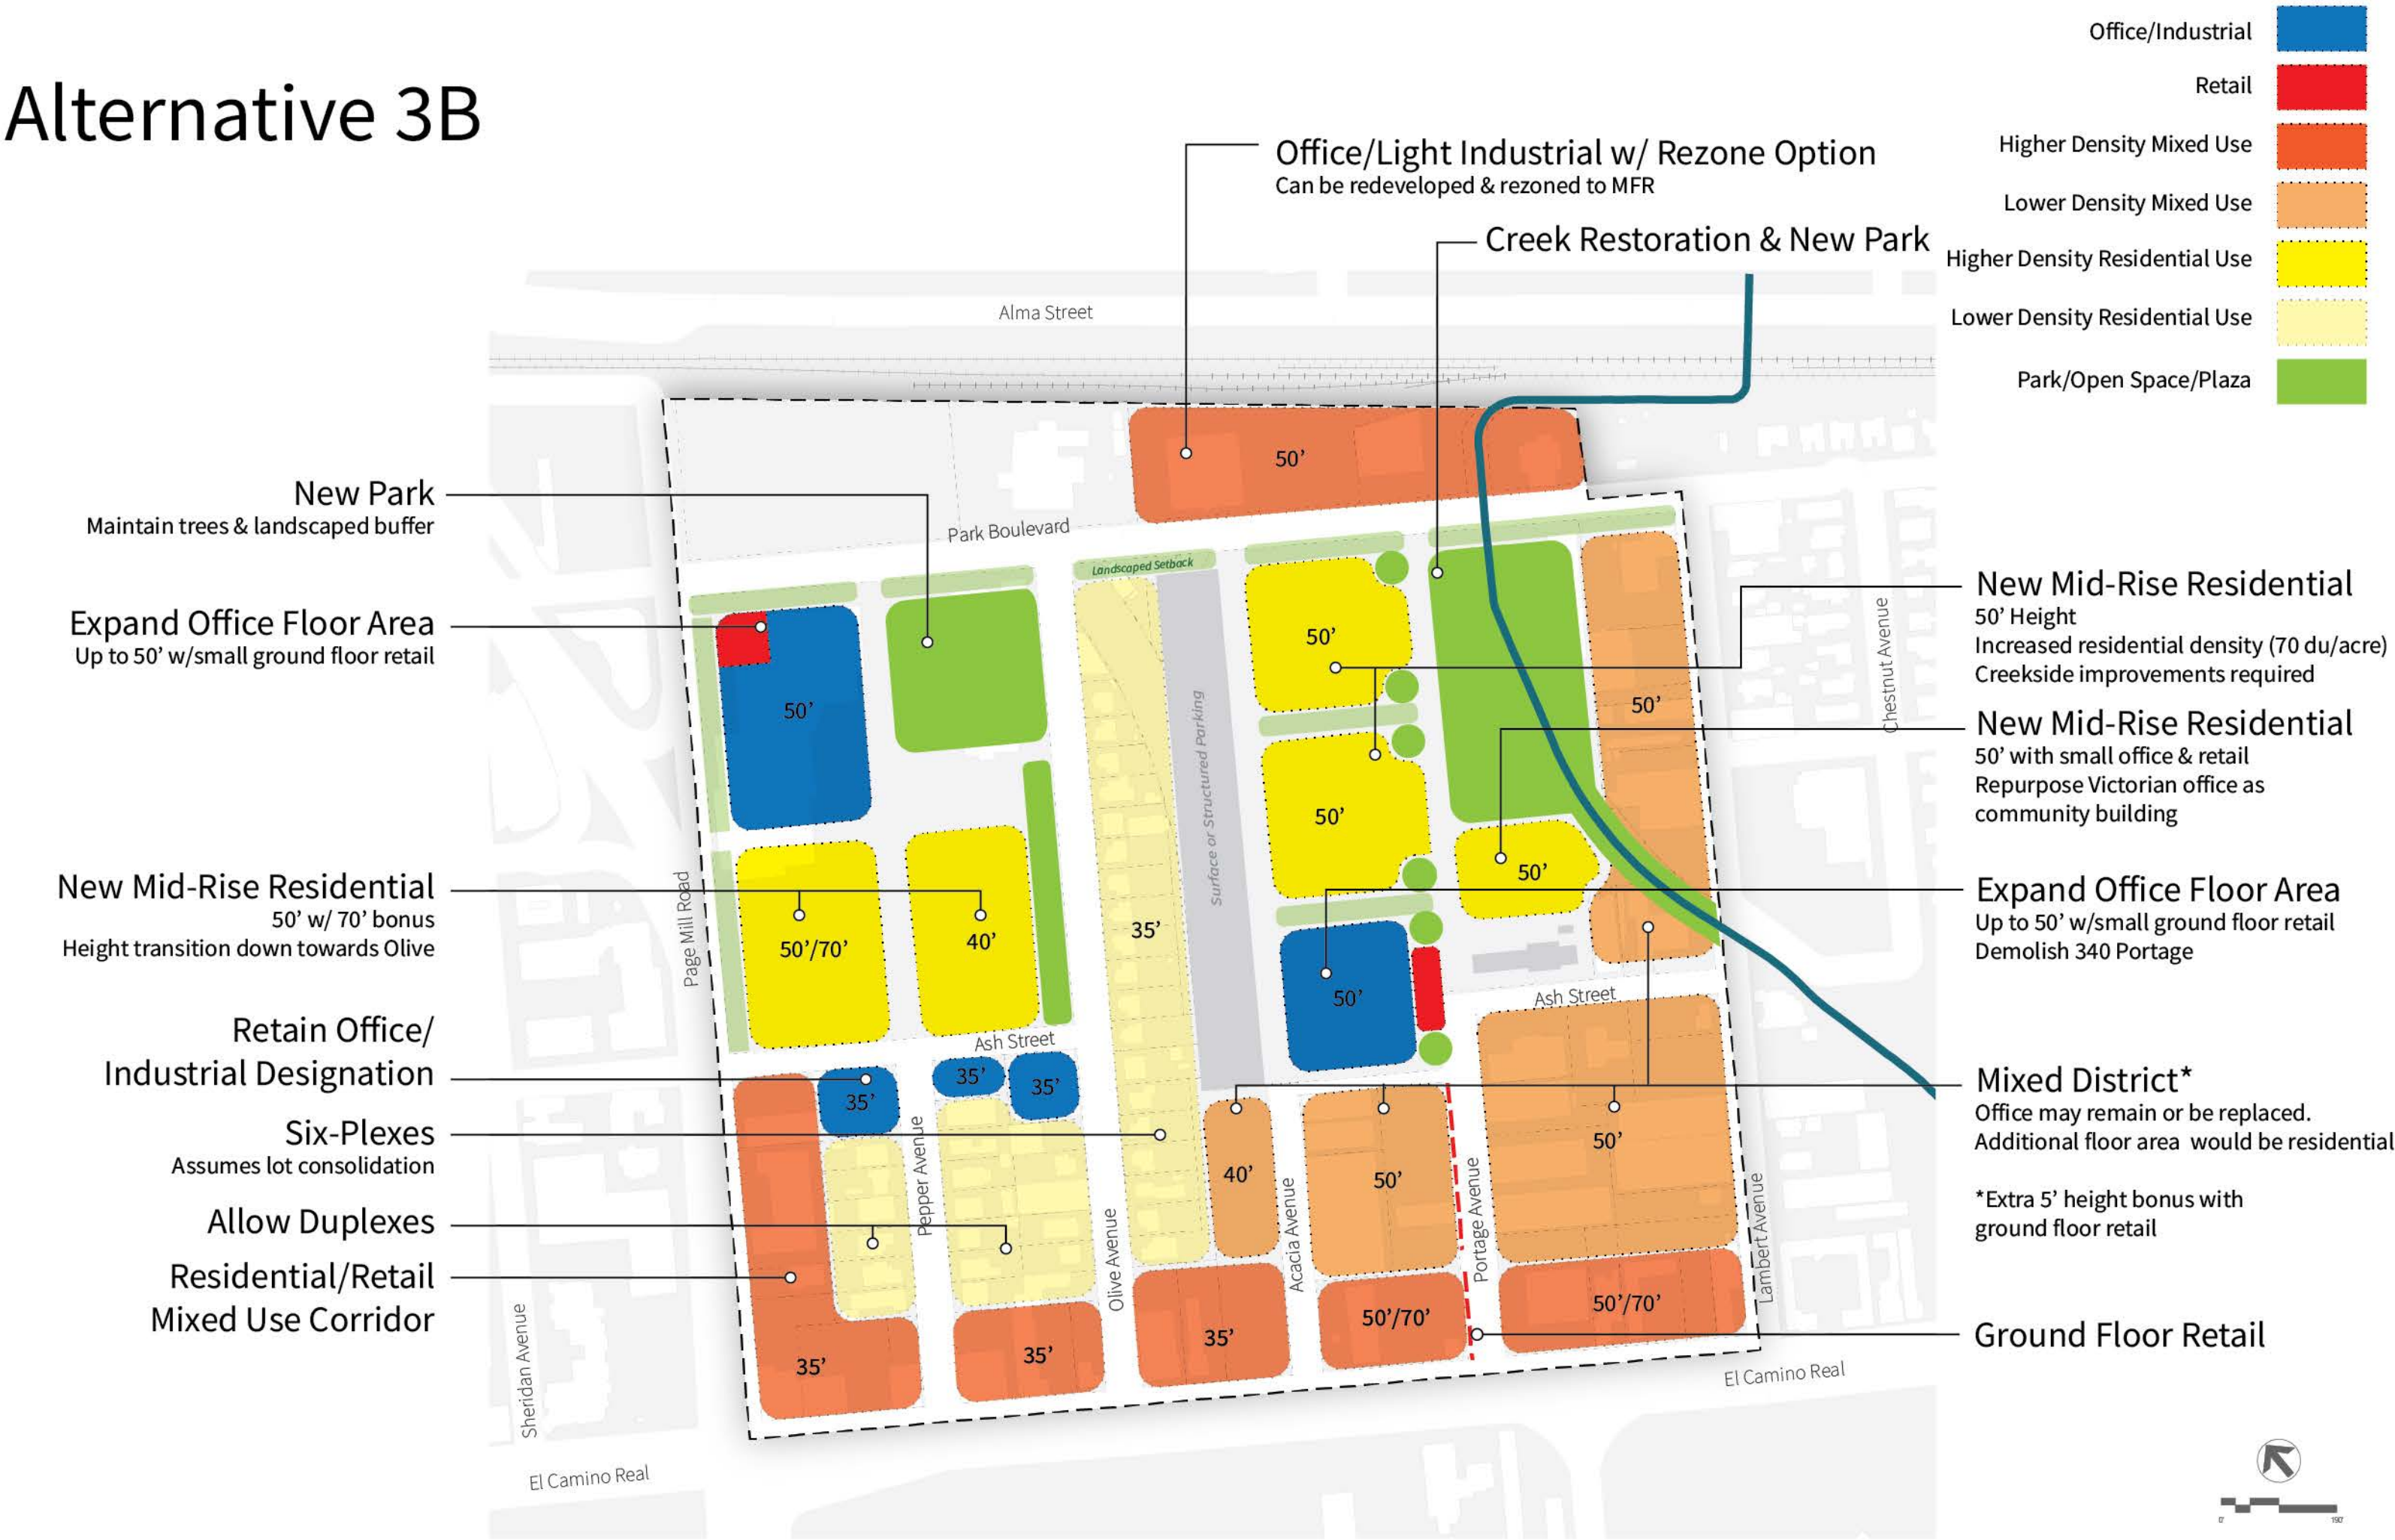 Alternative 3B
Office/Industrial
Retail
Higher Density Mixed Use
Lower Density Mixed Use
Higher Density Residential Use
Lower Density Residential Use
Park/Open Space/Plaza
Office/Light Industrial w/ Rezone Option
Can be redeveloped & rezoned to MFR
Creek Restoration & New Park
Alma Street
New Park
Maintain trees & landscaped buffer
Expand Office Floor Area
Up to 50’ w/small ground floor retail
New Mid-Rise Residential
50’ w/ 70’ bonus
Height transition down towards Olive
Retain Office/
Industrial Designation
Six-Plexes
Assumes lot consolidation
Allow Duplexes
Residential/Retail
Mixed Use Corridor
50’
Park Boulevard
Landscaped Setback
50’
50’
50’
50’
50’
50’
Surface or Structured Parking
35’
50’/70’
40’
50’
Page Mill Road
Ash Street
Ash Street
35’
35’
35’
40’
50’
50’
Pepper Avenue
Olive Avenue
Acacia Avenue
Portage Avenue
Lambert Avenue
Chestnut Avenue
Sheridan Avenue
35’
35’
35’
50’/70’
50’/70’
El Camino Real
El Camino Real
New Mid-Rise Residential
50’ Height
Increased residential density (70 du/acre)
Creekside improvements required
New Mid-Rise Residential
50’ with small office & retail
Repurpose Victorian office as
community building
Expand Office Floor Area
Up to 50’ w/small ground floor retail
Demolish 340 Portage
Mixed District*
Office may remain or be replaced.
Additional floor area would be residential
*Extra 5’ height bonus with
ground floor retail
Ground Floor Retail